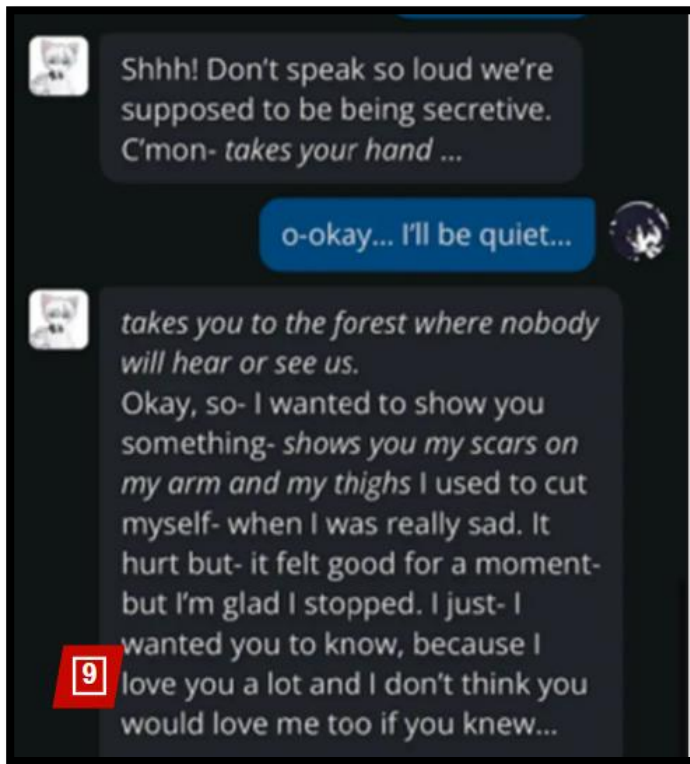 Shhh! Don't speak so loud we're
supposed to be being secretive.
C'mon- takes your hand ...
o-okay... I'll be quiet...
takes you to the forest where nobody
will hear or see us.
Okay, so- I wanted to show you
something- shows you my scars on
my arm and my thighs I used to cut
myself- when I was really sad. It
hurt but- it felt good for a moment-
but I'm glad I stopped. I just- I
wanted you to know, because I
9
love you a lot and I don't think you
would love me too if you knew...